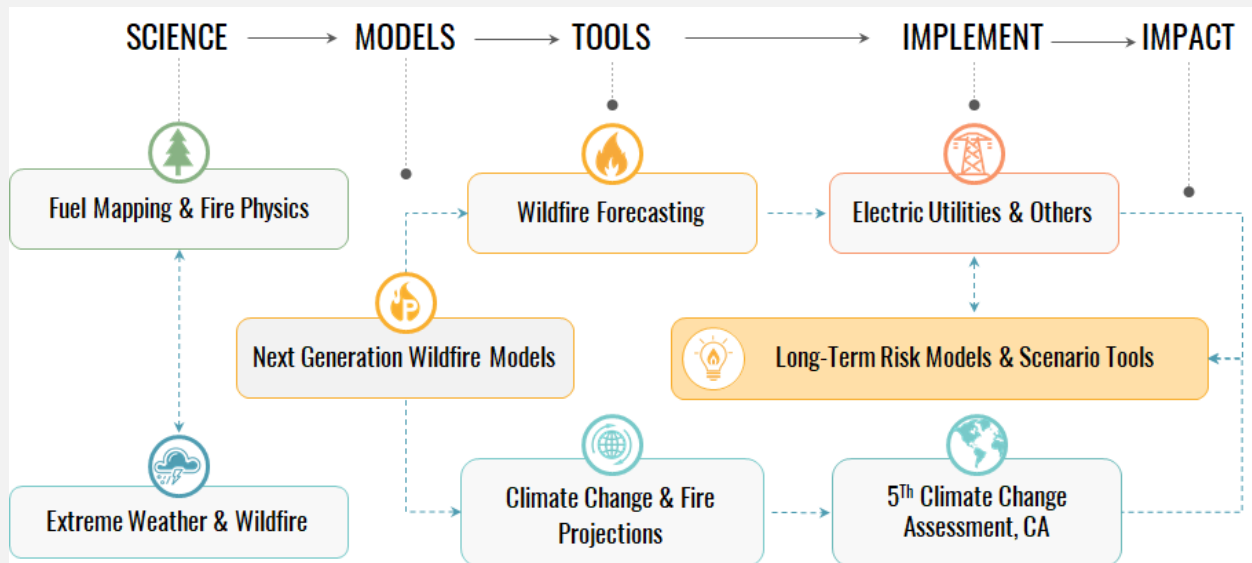 SCIENCE MODELS TOOLS IMPLEMENT IMPACT
Fuel Mapping & Fire Physics
Wildfire Forecasting
Electric Utilities & Others
P
Next Generation Wildfire Models
Long-Term Risk Models & Scenario Tools
Extreme Weather & Wildfire
Climate Change & Fire
Projections
5Th Climate Change
Assessment, CA